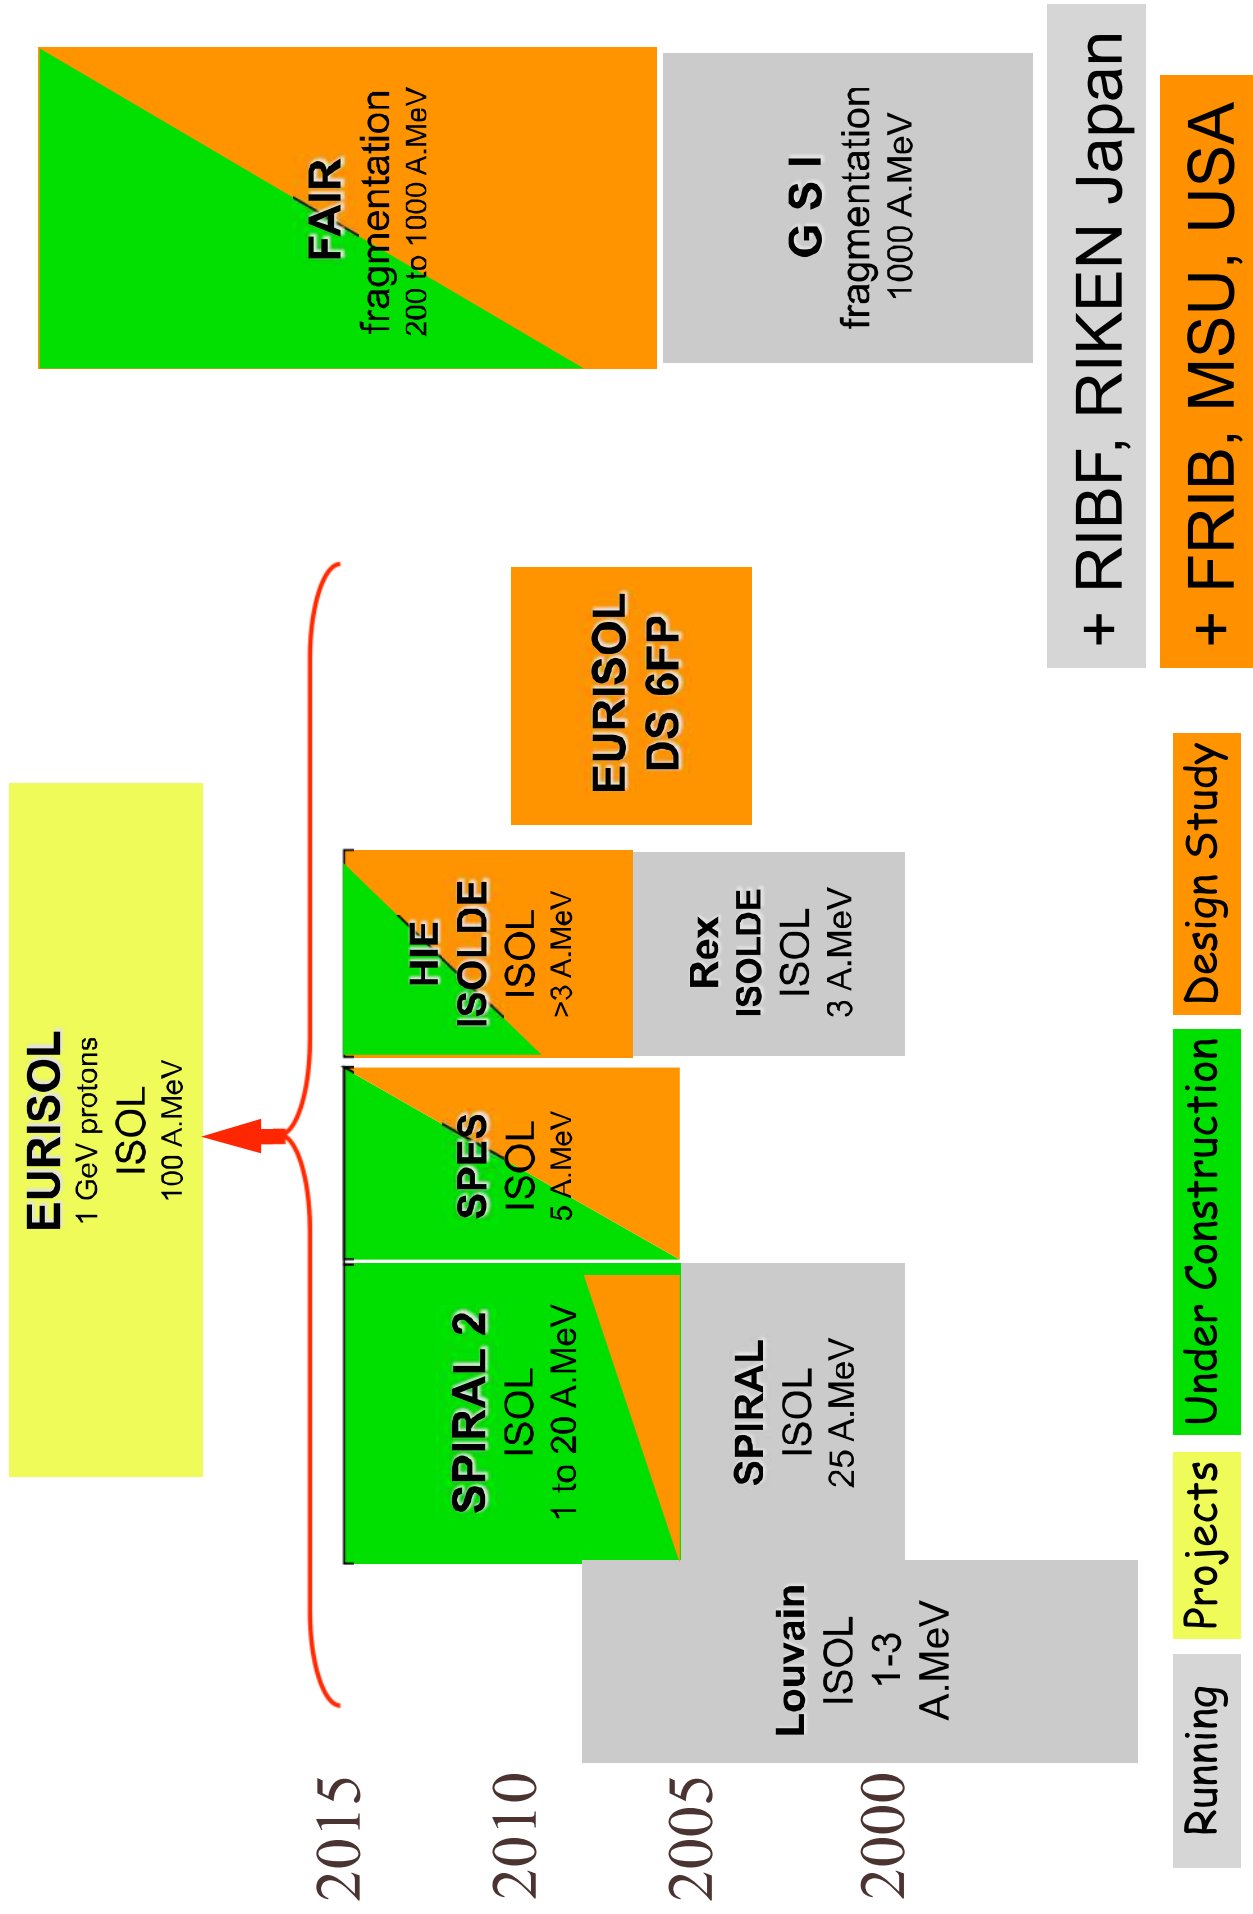 EURISOL
1 GeV protons
ISOL
100 A.MeV
2015
2010
2005
2000
Louvain
ISOL
1-3
A.MeV
SPIRAL 2
ISOL
1 to 20 A.MeV
SPIRAL
ISOL
25 A.MeV
SPES
ISOL
5 A.MeV
HIE
ISOLDE
ISOL
>3 A.MeV
Rex
ISOLDE
ISOL
3 A.MeV
EURISOL
DS 6FP
FAIR
fragmentation
200 to 1000 A.MeV
G S I
fragmentation
1000 A.MeV
+ RIBF, RIKEN Japan
+ FRIB, MSU, USA
Running
Projects
Under Construction
Design Study